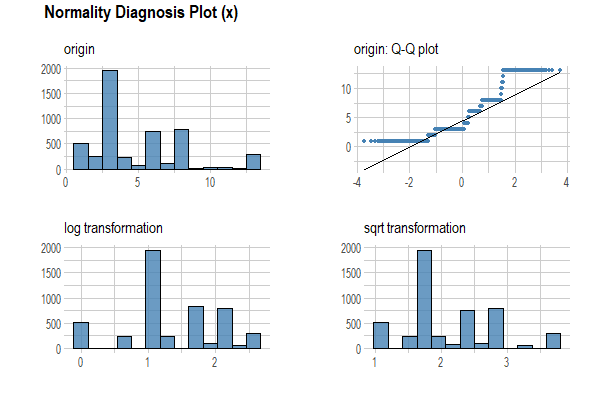 Normality Diagnosis Plot (x)
origin
2000
1500
1000
500
0
0 5 10
origin: Q-Q plot
10
5
0
-4 -2 0 2 4
log transformation
2000
1500
1000
500
0
0 1 2
sqrt transformation
2000
1500
1000
500
0
1 2 3